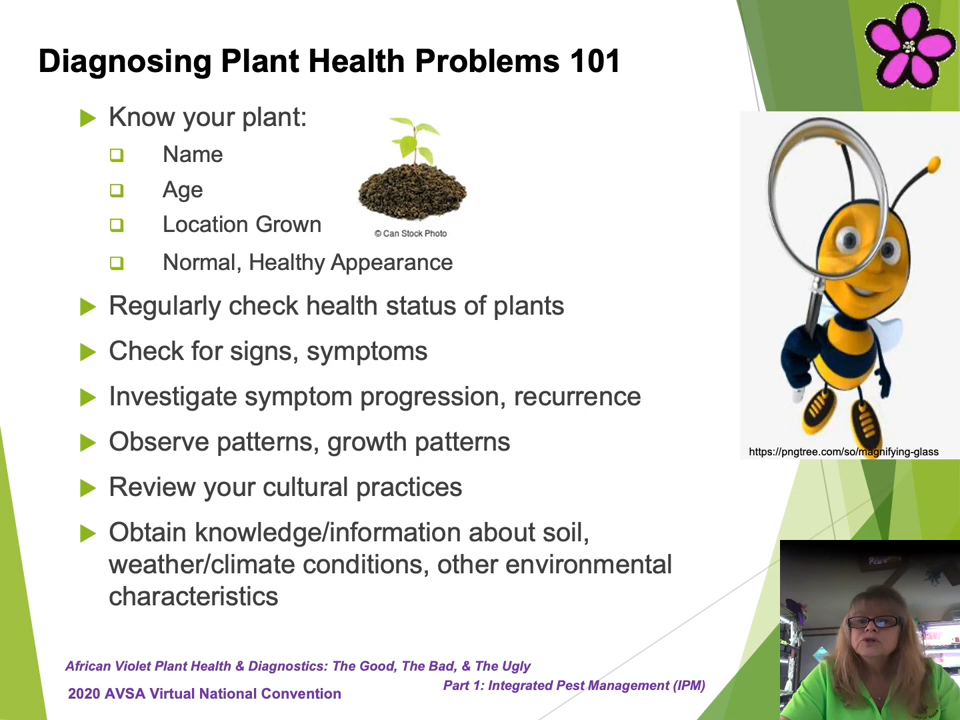 Diagnosing Plant Health Problems 101
Know your plant:
Name
Age
Location Grown
Normal, Healthy Appearance
© Can Stock Photo
Regularly check health status of plants
Check for signs, symptoms
Investigate symptom progression, recurrence
Observe patterns, growth patterns
Review your cultural practices
Obtain knowledge/information about soil,
weather/climate conditions, other environmental
characteristics
https://pngtree.com/so/magnifying-glass
African Violet Plant Health & Diagnostics: The Good, The Bad, & The Ugly
Part 1: Integrated Pest Management (IPM)
2020 AVSA Virtual National Convention